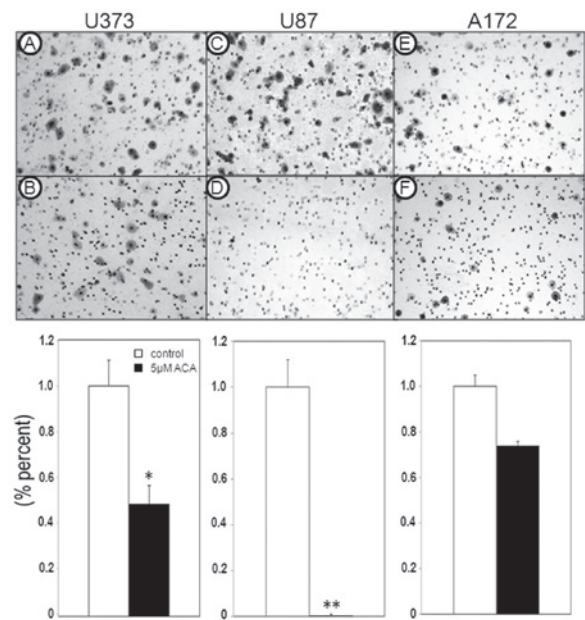 U373 U87 A172
A C E
B D F
1.2 1.2 1.2
control
5µM ACA
1.0 1.0 1.0
0.8 0.8 0.8
*
(% percent)
0.6 0.6 0.6
0.4 0.4 0.4
0.2 0.2 0.2
**
0 0 0